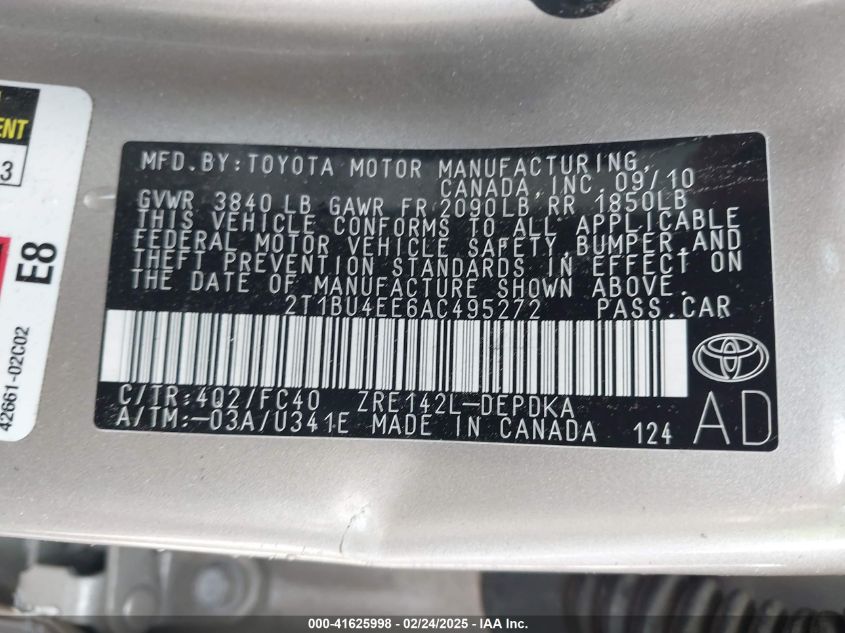 MFD.BY:TOYOTA MOTOR MANUFACTURING,
CANADA,INC. 09/10
GVWR 3840 LB GAWR FR 2090LB RR 1850LB
THIS VEHICLE CONFORMS TO ALL APPLICABLE
FEDERAL MOTOR VEHICLE SAFETY,BUMPER,AND
THEFT PREVENTION STANDARDS IN EFFECT ON
THE DATE OF MANUFACTURE SHOWN ABOVE.
2T1BU4EE6AC495272 PASS.CAR
C/TR:4Q2/FC40 ZRE142L-DEPDKA
A/TM:-03A/U341E MADE IN CANADA 124
AD
ENT
3
E8
42661-02C02
000-41625998 - 02/24/2025 - IAA Inc.